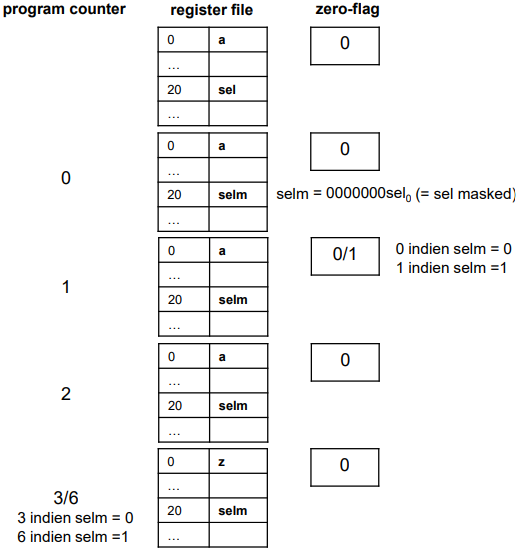 program counter register file zero-flag
0 a 0
...
20 sel
...
0 a 0
0 ...
20 selm selm = 0000000sel0 (= sel masked)
...
0 a 0/1 0 indien selm = 0
1 indien selm =1
1 ...
20 selm
...
0 a 0
...
2 20 selm
...
0 z 0
...
3/6 20 selm
3 indien selm = 0
...
6 indien selm =1